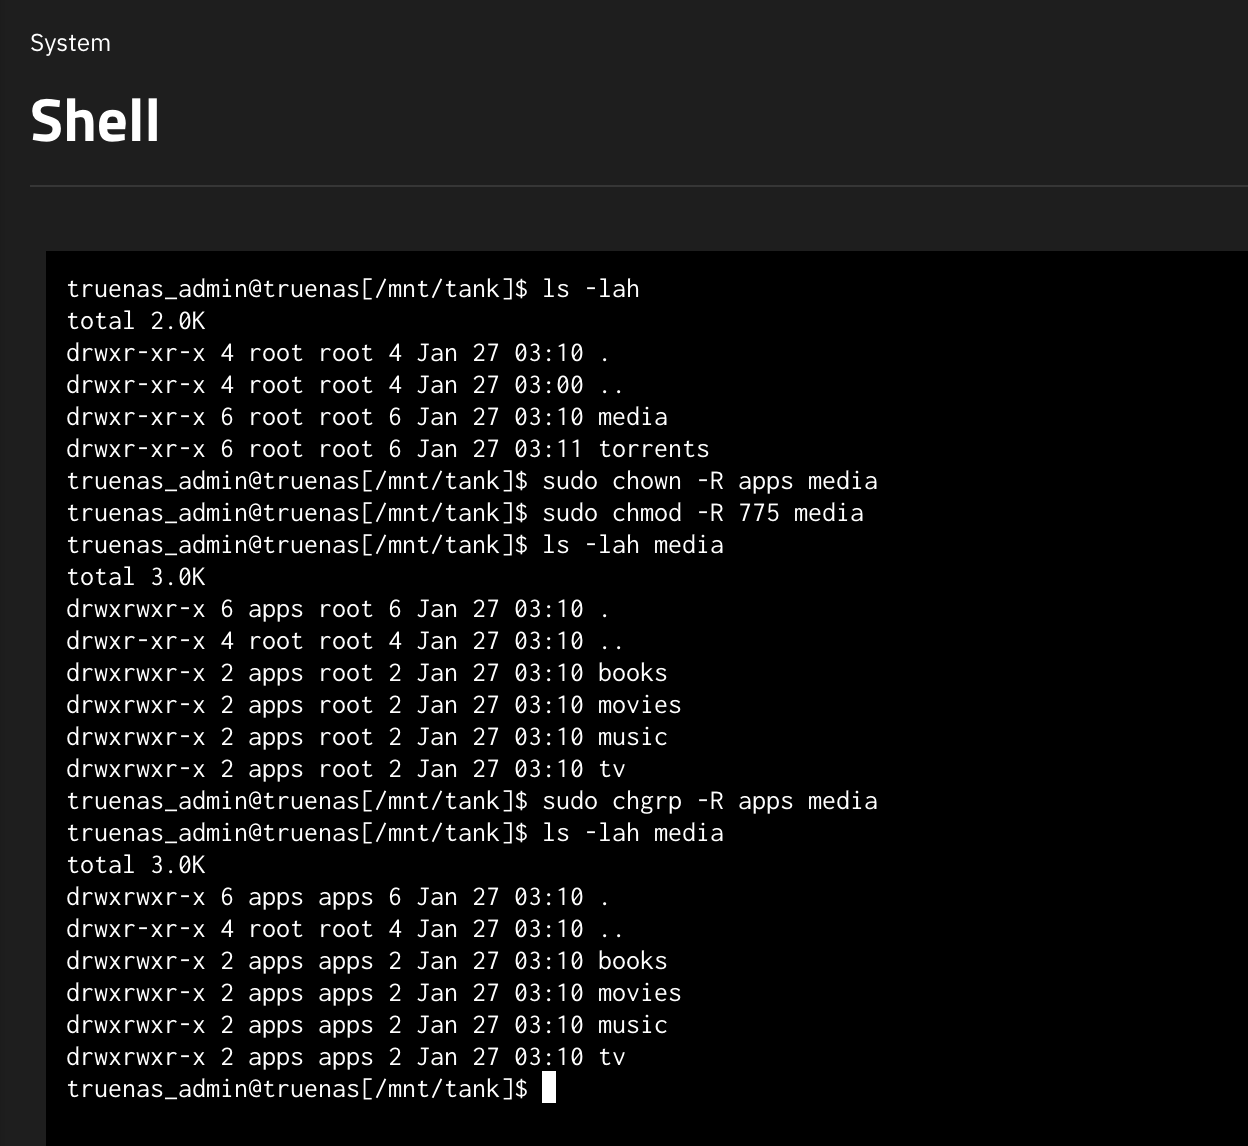 System
Shell
truenas_admin@truenas[/mnt/tank]$ ls -lah
total 2.0K
drwxr-xr-x 4 root root 4 Jan 27 03:10 .
drwxr-xr-x 4 root root 4 Jan 27 03:00 ..
drwxr-xr-x 6 root root 6 Jan 27 03:10 media
drwxr-xr-x 6 root root 6 Jan 27 03:11 torrents
truenas_admin@truenas[/mnt/tank]$ sudo chown -R apps media
truenas_admin@truenas[/mnt/tank]$ sudo chmod -R 775 media
truenas_admin@truenas[/mnt/tank]$ ls -lah media
total 3.0K
drwxrwxr-x 6 apps root 6 Jan 27 03:10 .
drwxr-xr-x 4 root root 4 Jan 27 03:10 ..
drwxrwxr-x 2 apps root 2 Jan 27 03:10 books
drwxrwxr-x 2 apps root 2 Jan 27 03:10 movies
drwxrwxr-x 2 apps root 2 Jan 27 03:10 music
drwxrwxr-x 2 apps root 2 Jan 27 03:10 tv
truenas_admin@truenas[/mnt/tank]$ sudo chgrp -R apps media
truenas_admin@truenas[/mnt/tank]$ ls -lah media
total 3.0K
drwxrwxr-x 6 apps apps 6 Jan 27 03:10 .
drwxr-xr-x 4 root root 4 Jan 27 03:10 ..
drwxrwxr-x 2 apps apps 2 Jan 27 03:10 books
drwxrwxr-x 2 apps apps 2 Jan 27 03:10 movies
drwxrwxr-x 2 apps apps 2 Jan 27 03:10 music
drwxrwxr-x 2 apps apps 2 Jan 27 03:10 tv
truenas_admin@truenas[/mnt/tank]$